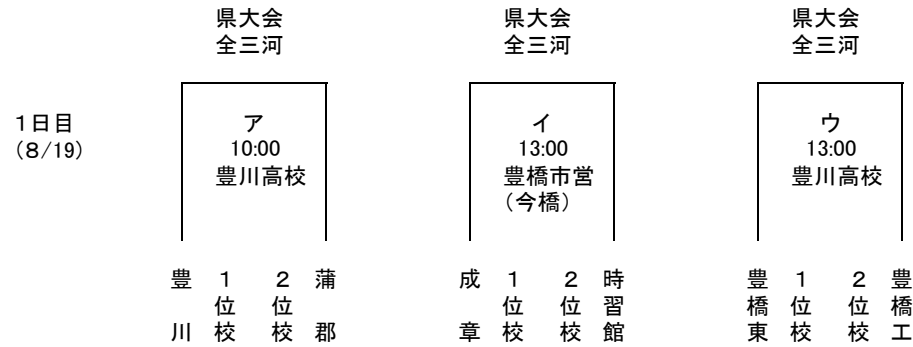 県大会
全三河
県大会
全三河
県大会
全三河
1日目
(8/19)
ア
10:00
豊川高校
イ
13:00
豊橋市営
(今橋)
ウ
13:00
豊川高校
豊川
1位校
2位校
蒲郡
成章
1位校
2位校
時習館
豊橋東
1位校
2位校
豊橋工